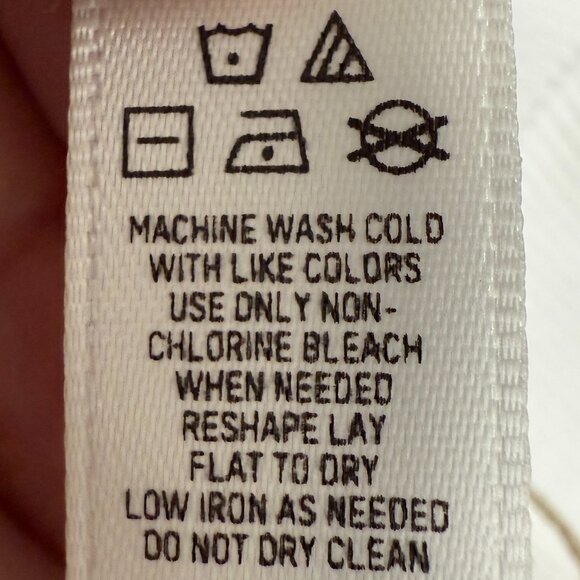 MACHINE WASH COLD
WITH LIKE COLORS
USE ONLY NON-
CHLORINE BLEACH
WHEN NEEDED
RESHAPE LAY
FLAT TO DRY
LOW IRON AS NEEDED
DO NOT DRY CLEAN